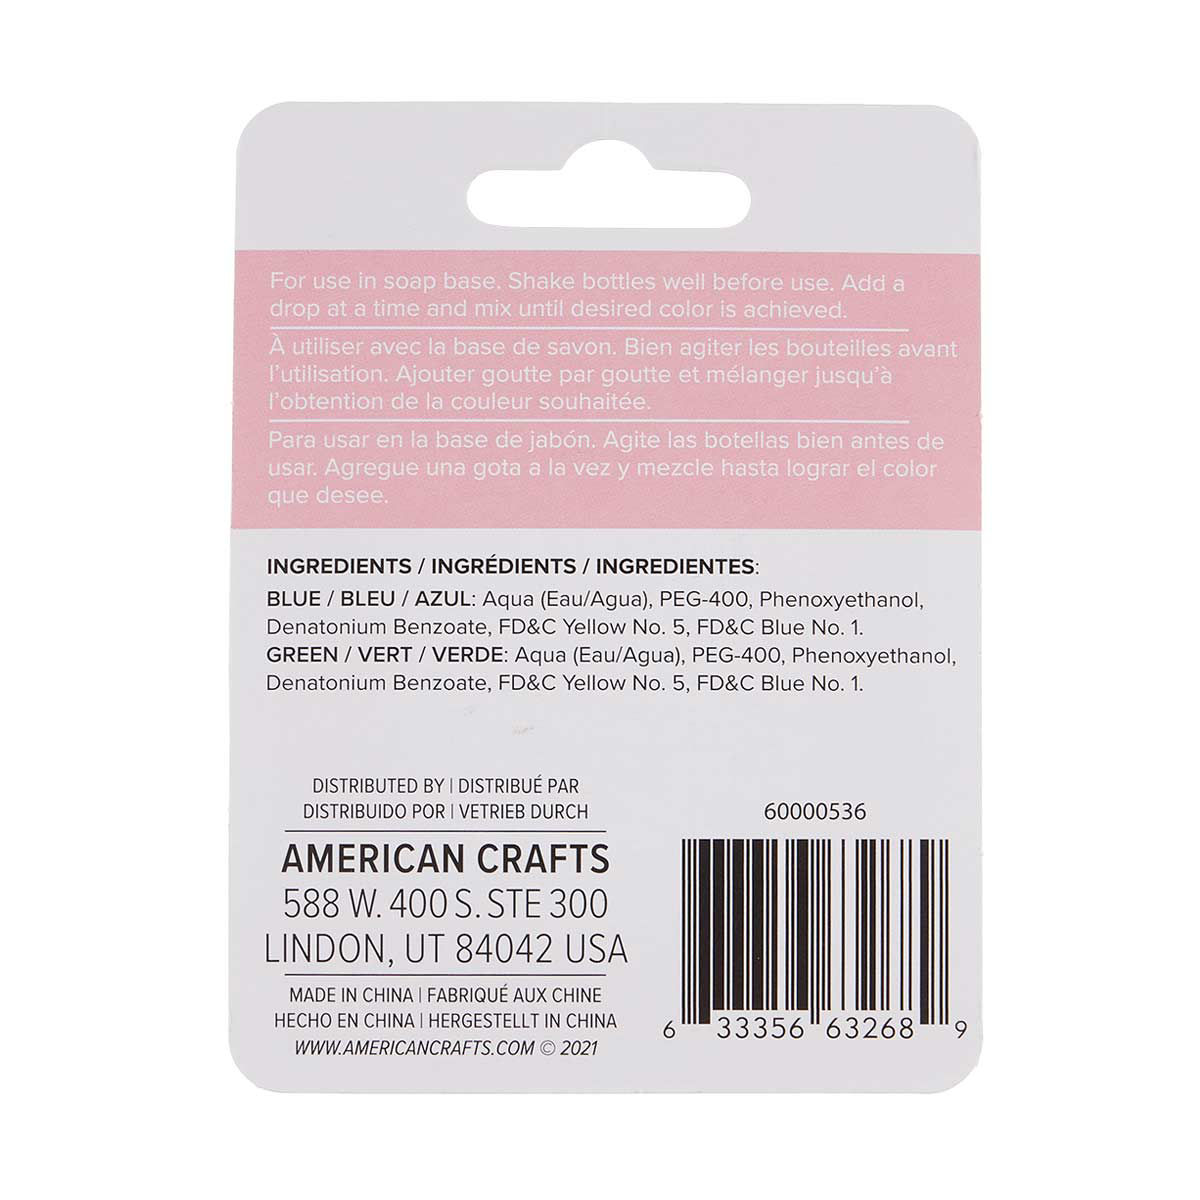 For use in soap base. Shake bottles well before use. Add a
drop at a time and mix until desired color is achieved.
À utiliser avec la base de savon. Bien agiter les bouteilles avant
l'utilisation. Ajouter goutte par goutte et mélanger jusqu'à
l'obtention de la couleur souhaitée.
Para usar en la base de jabón. Agite las botellas bien antes de
usar. Agregue una gota a la vez y mezcle hasta lograr el color
que desee.
INGREDIENTS / INGRÉDIENTS / INGREDIENTES:
BLUE / BLEU / AZUL: Aqua (Eau/Agua), PEG-400, Phenoxyethanol,
Denatonium Benzoate, FD&C Yellow No. 5, FD&C Blue No. 1.
GREEN / VERT / VERDE: Aqua (Eau/Agua), PEG-400, Phenoxyethanol,
Denatonium Benzoate, FD&C Yellow No. 5, FD&C Blue No. 1.
DISTRIBUTED BY | DISTRIBUÉ PAR
DISTRIBUIDO POR | VETRIEB DURCH
AMERICAN CRAFTS
588 W. 400 S. STE 300
LINDON, UT 84042 USA
MADE IN CHINA | FABRIQUÉ AUX CHINE
HECHO EN CHINA | HERGESTELLT IN CHINA
WWW.AMERICANCRAFTS.COM © 2021
60000536
6 33356 63268 9